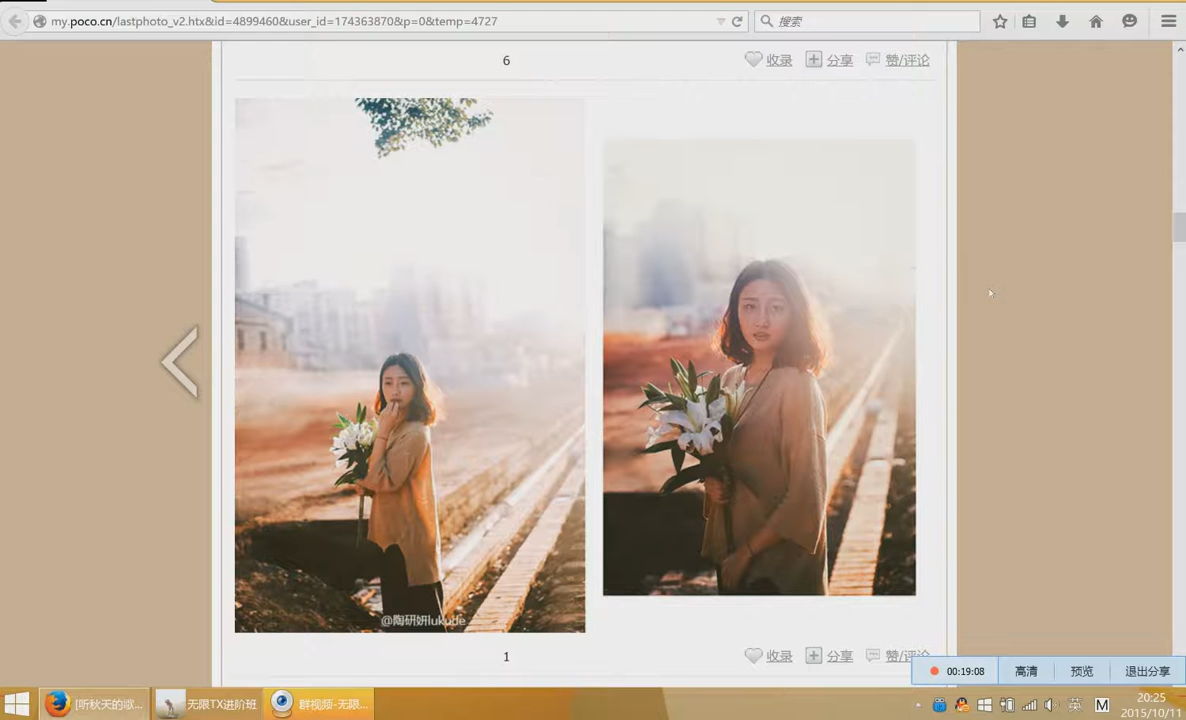 my.poco.cn/lastphoto_v2.htx&id=4899460&user_id=174363870&p=0&temp=4727
搜索
6
收录
分享
赞/评论
@陶研妍lukude
1
收录
分享
赞/评论
00:19:08
高清
预览
退出分享
[听秋天的歌...
无限TX进阶班
群视频-无限...
英
M
20:25
2015/10/11